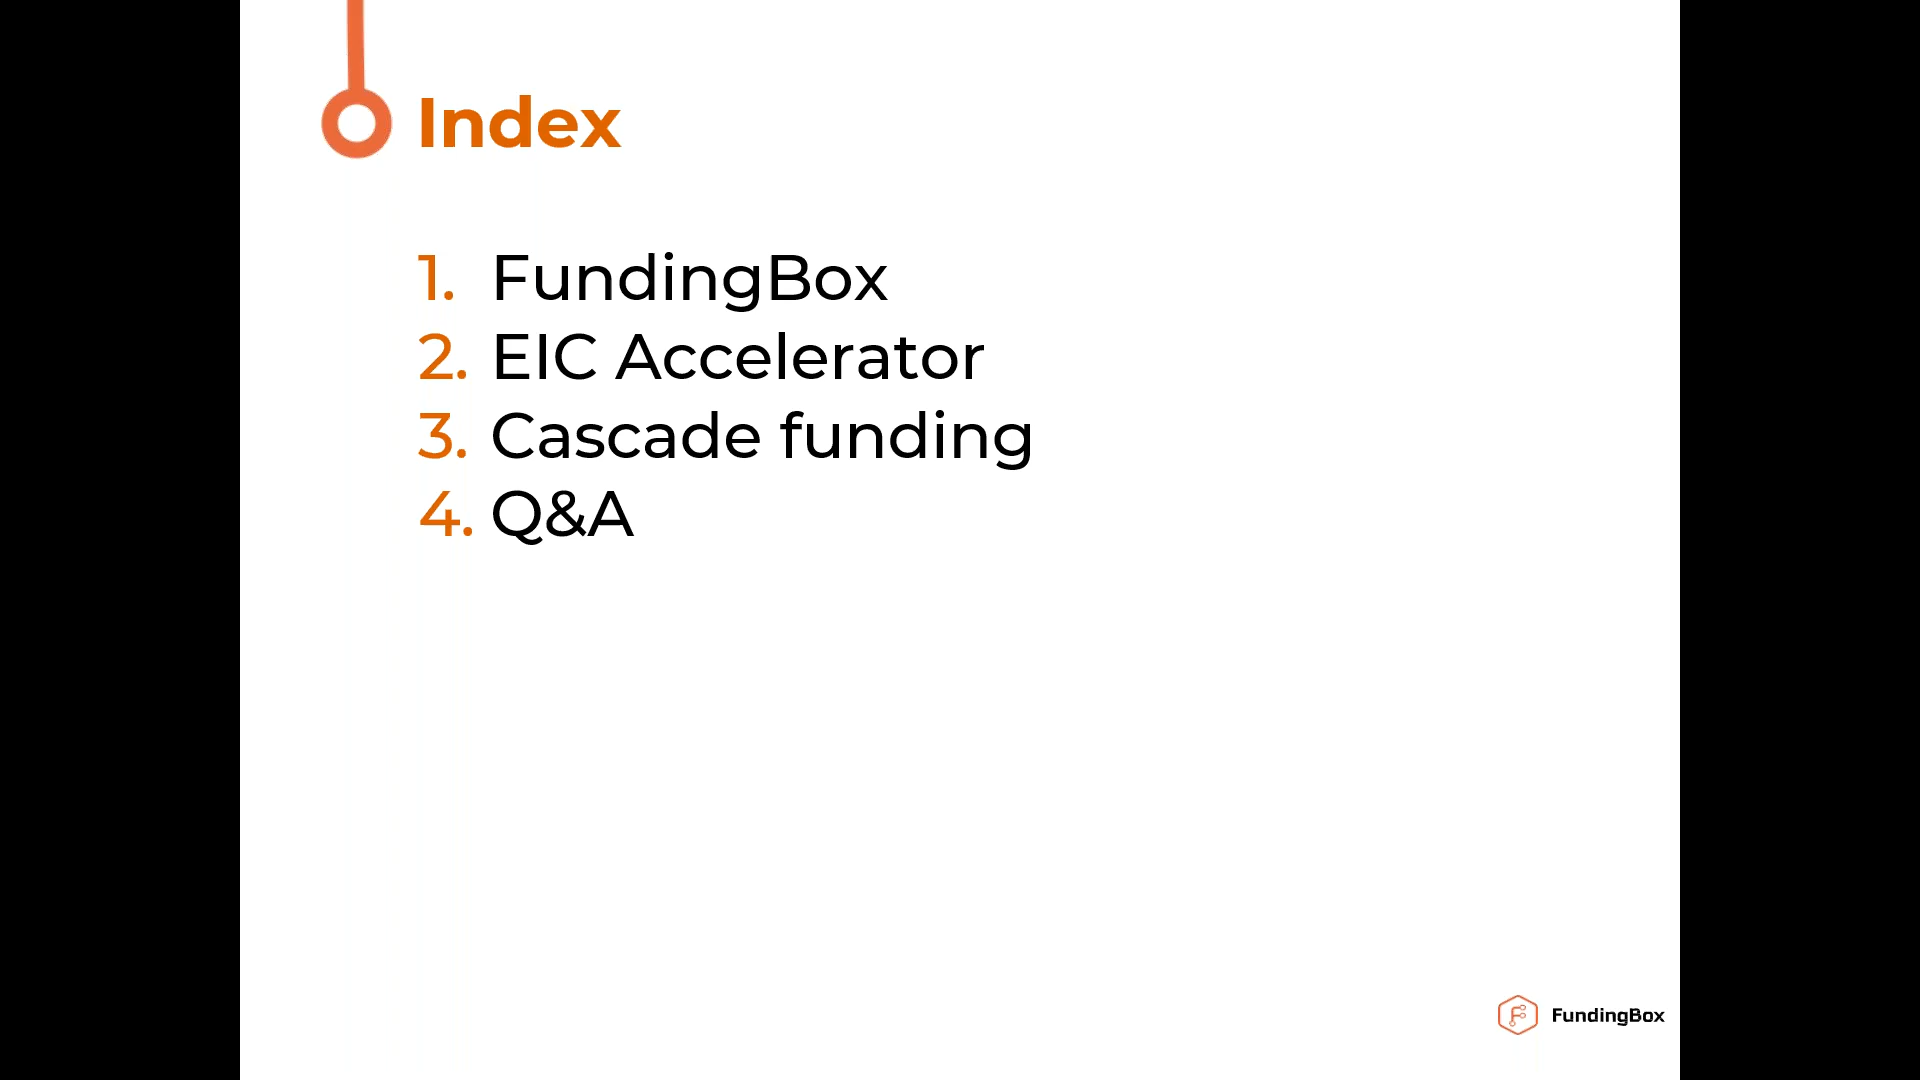 Index
1. FundingBox
2. EIC Accelerator
3. Cascade funding
4. Q&A
FundingBox